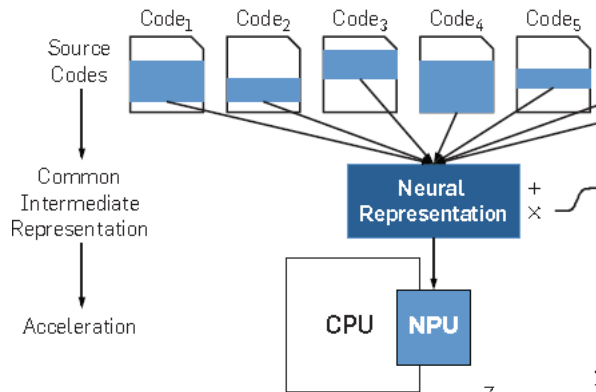 Code1 Code2 Code3 Code4 Code5
Source
Codes
Common
Intermediate
Representation
Neural
Representation
+
×
Acceleration
CPU NPU